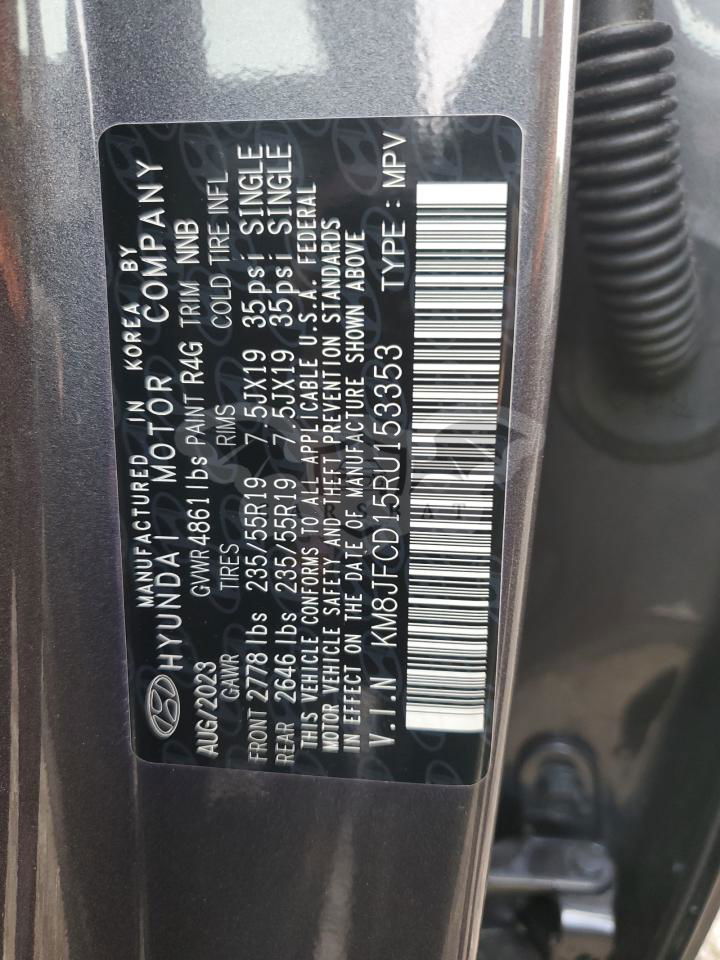 MANUFACTURED IN KOREA BY
HYUNDAI MOTOR COMPANY
AUG/2023 GVWR 4861 lbs PAINT R4G TRIM NNB
GAWR TIRES RIMS COLD TIRE INFL
FRONT 2778 lbs 235/55R19 7.5JX19 35psi SINGLE
REAR 2646 lbs 235/55R19 7.5JX19 35psi SINGLE
THIS VEHICLE CONFORMS TO ALL APPLICABLE U.S.A. FEDERAL
MOTOR VEHICLE SAFETY AND THEFT PREVENTION STANDARDS
IN EFFECT ON THE DATE OF MANUFACTURE SHOWN ABOVE
V.I.N KM8JFCD15RU153353 TYPE : MPV